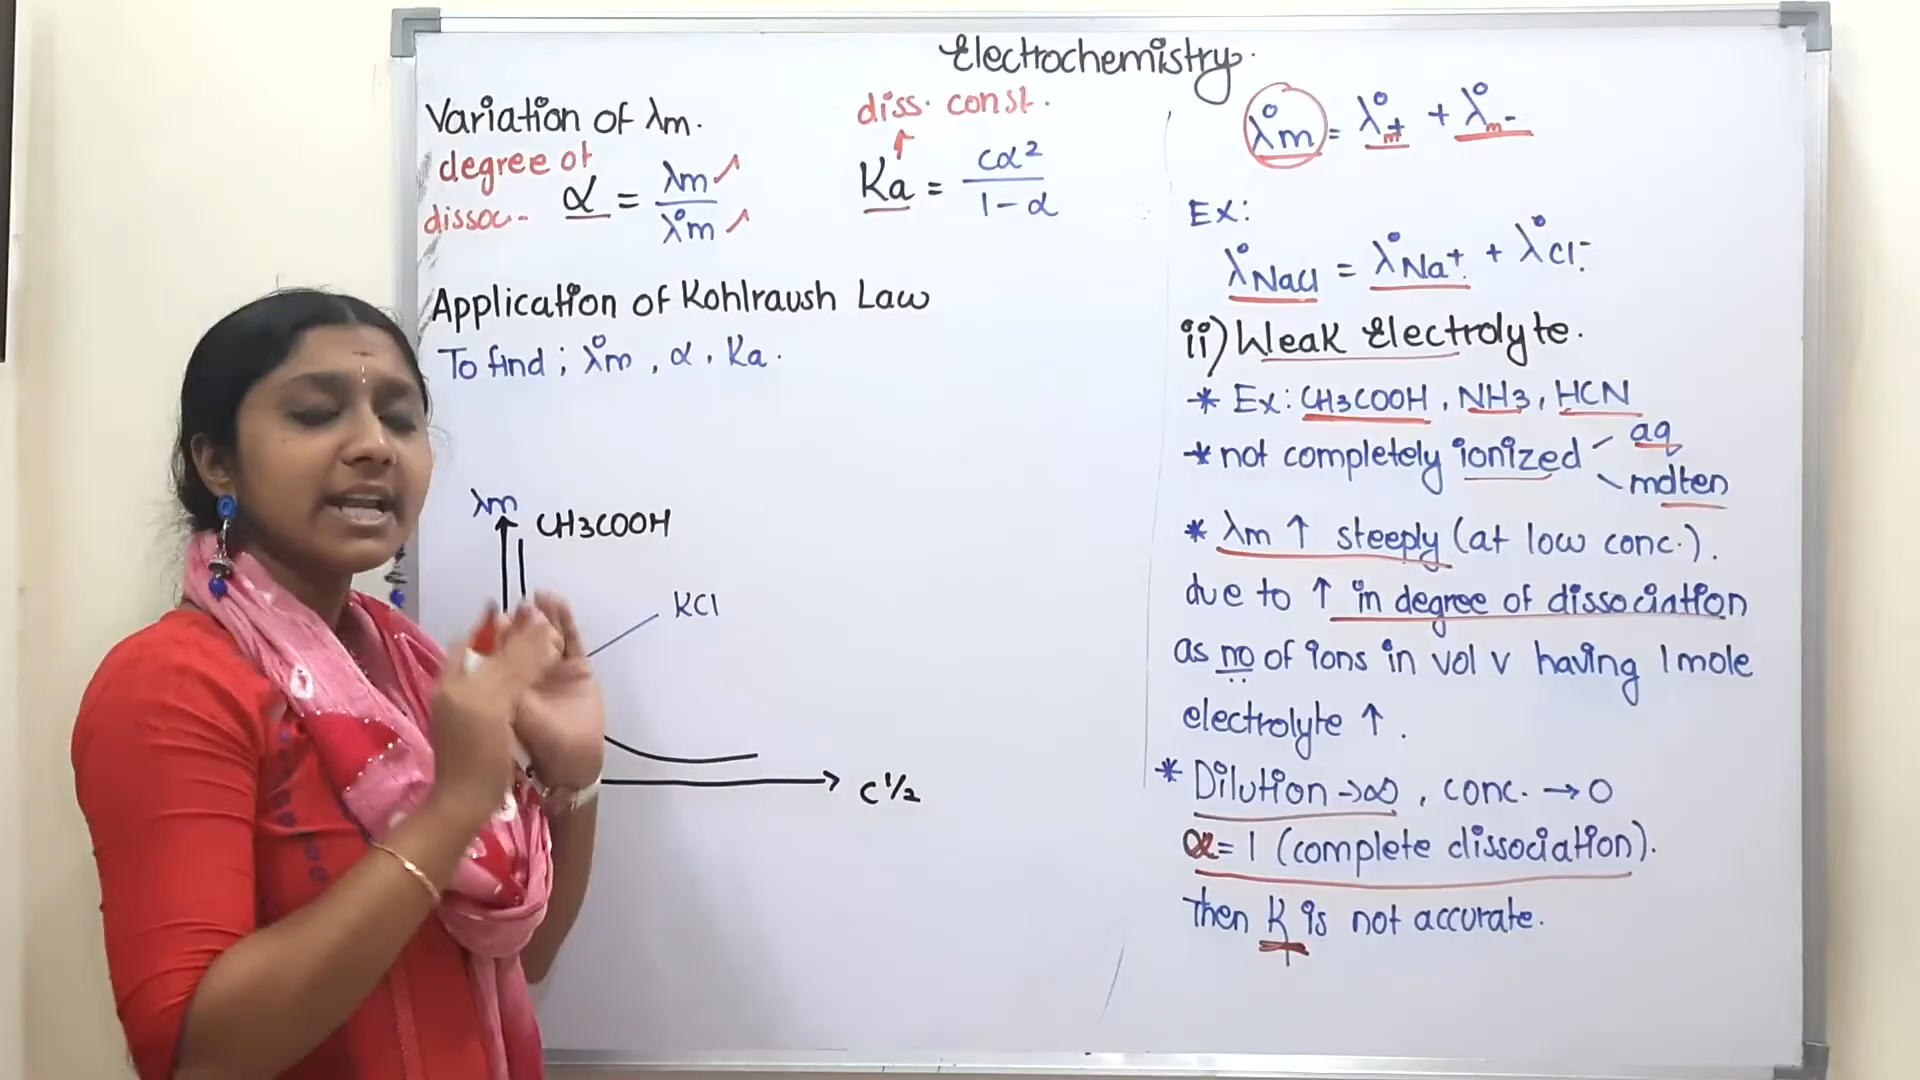 Electrochemistry.
Variation of λm.
degree of
dissoc-
α = λm / λ°m
diss. const.
Ka = cα² / 1-α
Application of Kohlraush Law
To find ; λ°m , α , Ka .
λm
CH3COOH
KCl
C 1/2
λ°m = λ°m+ + λ°m-
Ex:
λ°NaCl = λ°Na+ + λ°Cl-
ii) Weak Electrolyte.
* Ex: CH3COOH , NH3 , HCN
* not completely ionized
aq
molten
* λm ↑ steeply (at low conc.).
due to ↑ in degree of dissociation
as no of ions in vol v having 1 mole
electrolyte ↑ .
* Dilution →∞ , conc. → 0
α = 1 (complete dissociation).
Then K is not accurate.